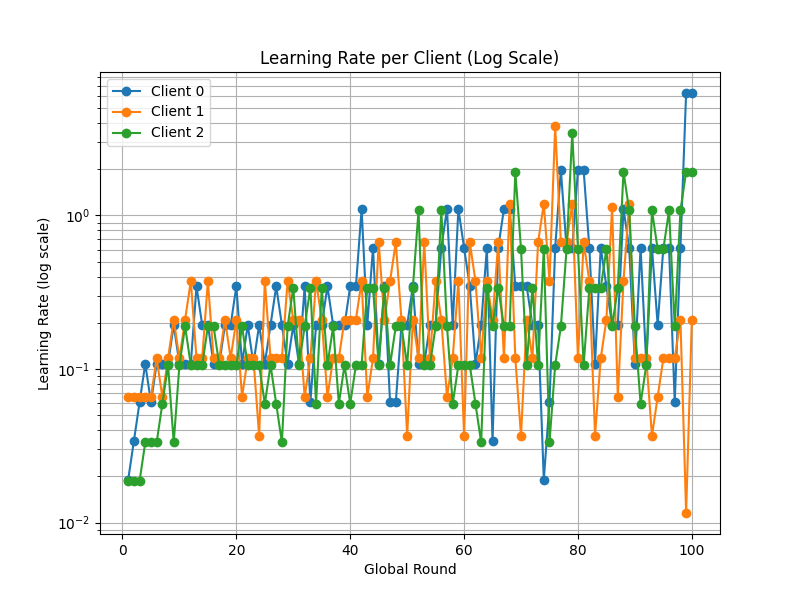 Learning Rate per Client (Log Scale)
Client 0
Client 1
Client 2
Learning Rate (log scale)
10^0
10^-1
10^-2
0 20 40 60 80 100
Global Round